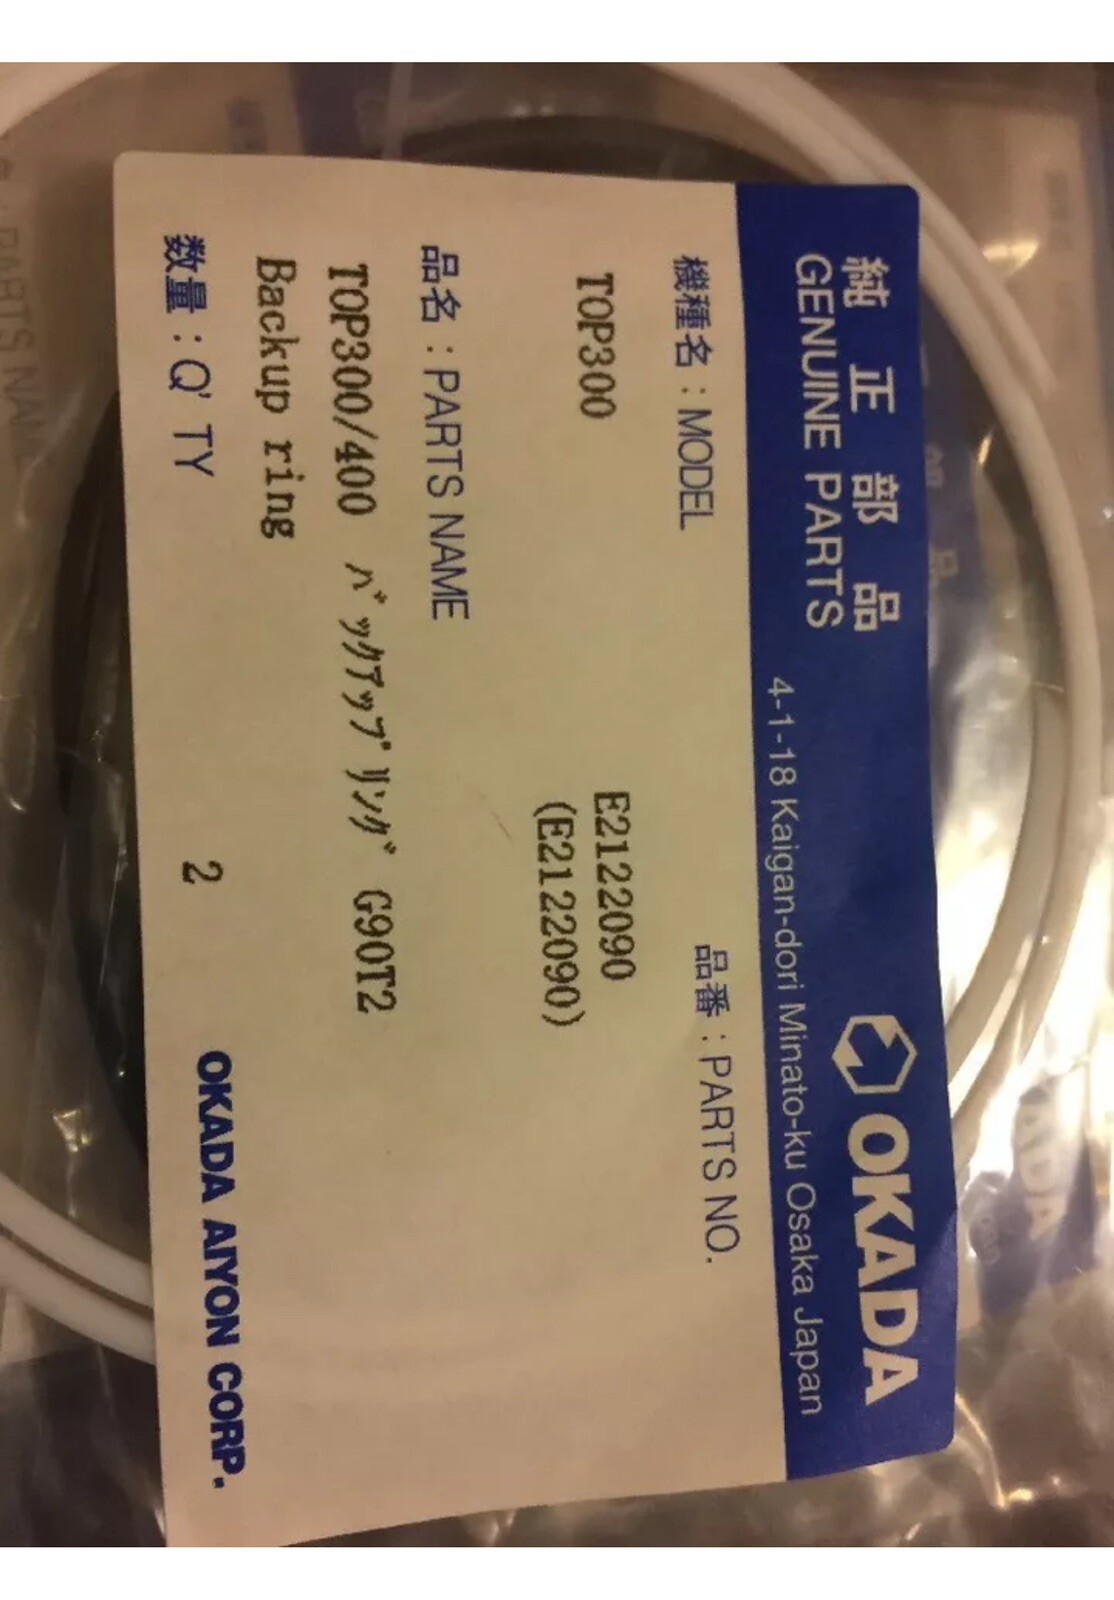 純正部品
GENUINE PARTS
OKADA
4-1-18 Kaigan-dori Minato-ku Osaka Japan
機種名：MODEL
品番：PARTS NO.
TOP300
E2122090
(E2122090)
品名：PARTS NAME
TOP300/400 ﾊﾞｯｸｱｯﾌﾟﾘﾝｸﾞ G90T2
Backup ring
数量：Q'TY
2
OKADA AIYON CORP.